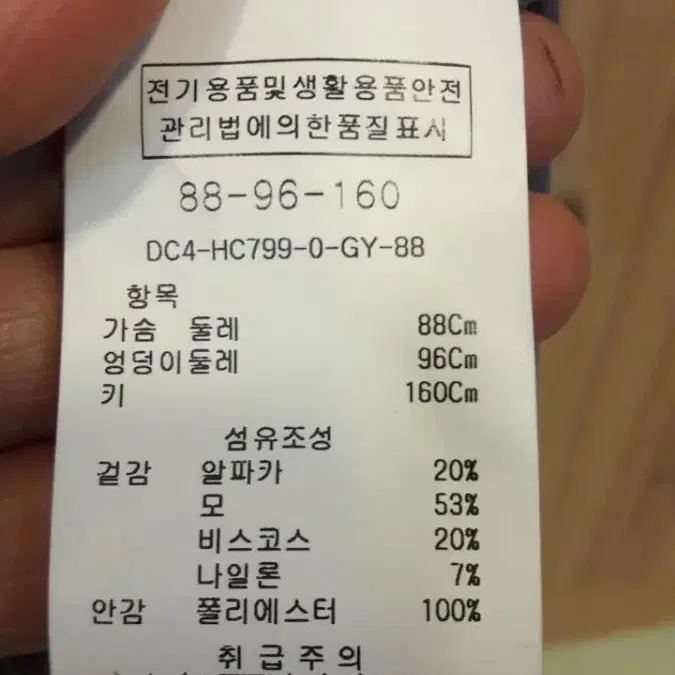 전기용품및생활용품안전
관리법에의한품질표시
88-96-160
DC4-HC799-0-GY-88
항목
가슴 둘레 88Cm
엉덩이둘레 96Cm
키 160Cm
섬유조성
겉감 알파카 20%
모 53%
비스코스 20%
나일론 7%
안감 폴리에스터 100%
취급주의